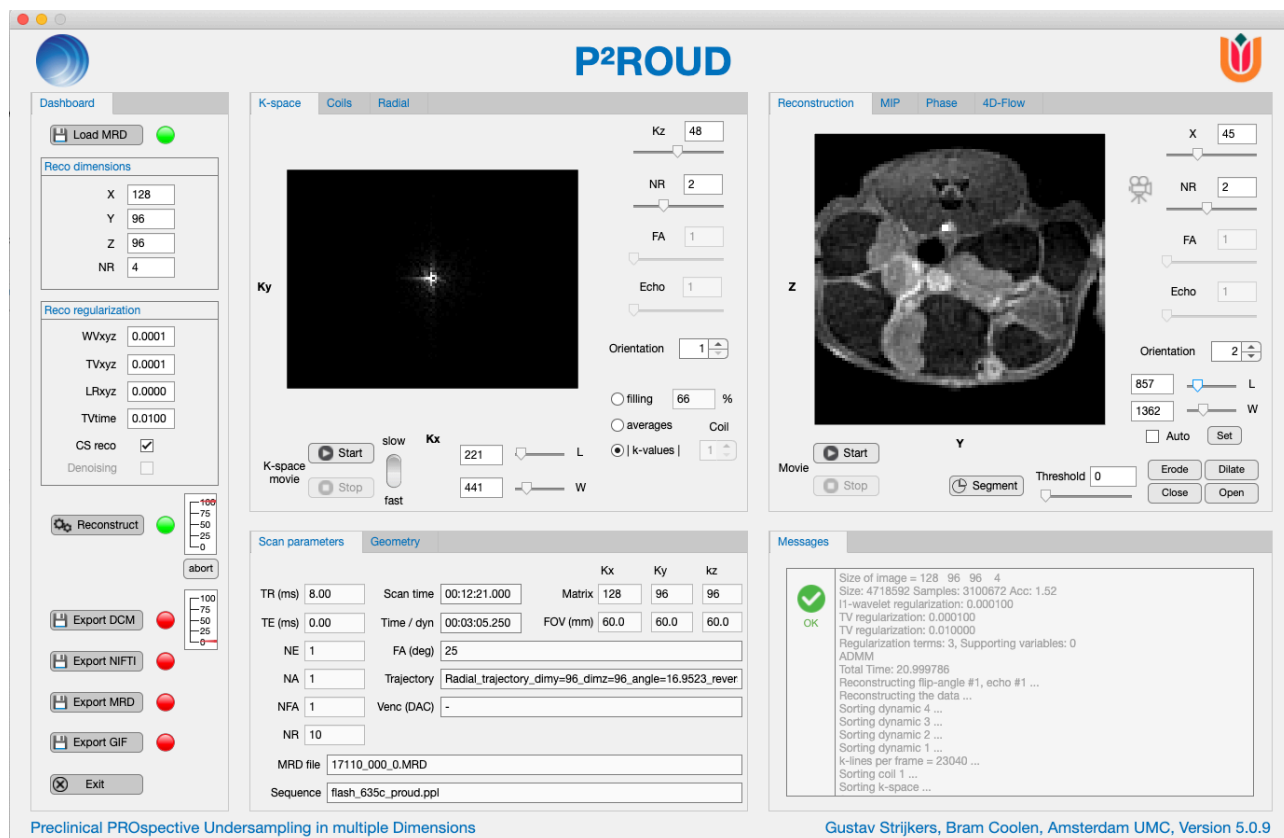 P²ROUD
Dashboard
Load MRD
Reco dimensions
X 128
Y 96
Z 96
NR 4
Reco regularization
WVxyz 0.0001
TVxyz 0.0001
LRxyz 0.0000
TVtime 0.0100
CS reco
Denoising
Reconstruct
100
75
50
25
0
abort
Export DCM
100
75
50
25
0
Export NIFTI
Export MRD
Export GIF
Exit
K-space Coils Radial
Kz 48
NR 2
FA 1
Echo 1
Ky
Orientation 1
filling 66 %
averages Coil
| k-values | 1
Kx
K-space movie
Start
Stop
slow
fast
221 L
441 W
Scan parameters Geometry
Kx Ky kz
TR (ms) 8.00 Scan time 00:12:21.000 Matrix 128 96 96
TE (ms) 0.00 Time / dyn 00:03:05.250 FOV (mm) 60.0 60.0 60.0
NE 1 FA (deg) 25
NA 1 Trajectory Radial_trajectory_dimy=96_dimz=96_angle=16.9523_rever
NFA 1 Venc (DAC) -
NR 10
MRD file 17110_000_0.MRD
Sequence flash_635c_proud.ppl
Reconstruction MIP Phase 4D-Flow
X 45
NR 2
FA 1
Echo 1
Z
Orientation 2
857 L
1362 W
Auto Set
Y
Movie
Start
Stop
Segment
Threshold 0
Erode Dilate
Close Open
Messages
OK
Size of image = 128 96 96 4
Size: 4718592 Samples: 3100672 Acc: 1.52
l1-wavelet regularization: 0.000100
TV regularization: 0.000100
TV regularization: 0.010000
Regularization terms: 3, Supporting variables: 0
ADMM
Total Time: 20.999786
Reconstructing flip-angle #1, echo #1 ...
Reconstructing the data ...
Sorting dynamic 4 ...
Sorting dynamic 3 ...
Sorting dynamic 2 ...
Sorting dynamic 1 ...
k-lines per frame = 23040 ...
Sorting coil 1 ...
Sorting k-space ...
Preclinical PROspective Undersampling in multiple Dimensions
Gustav Strijkers, Bram Coolen, Amsterdam UMC, Version 5.0.9